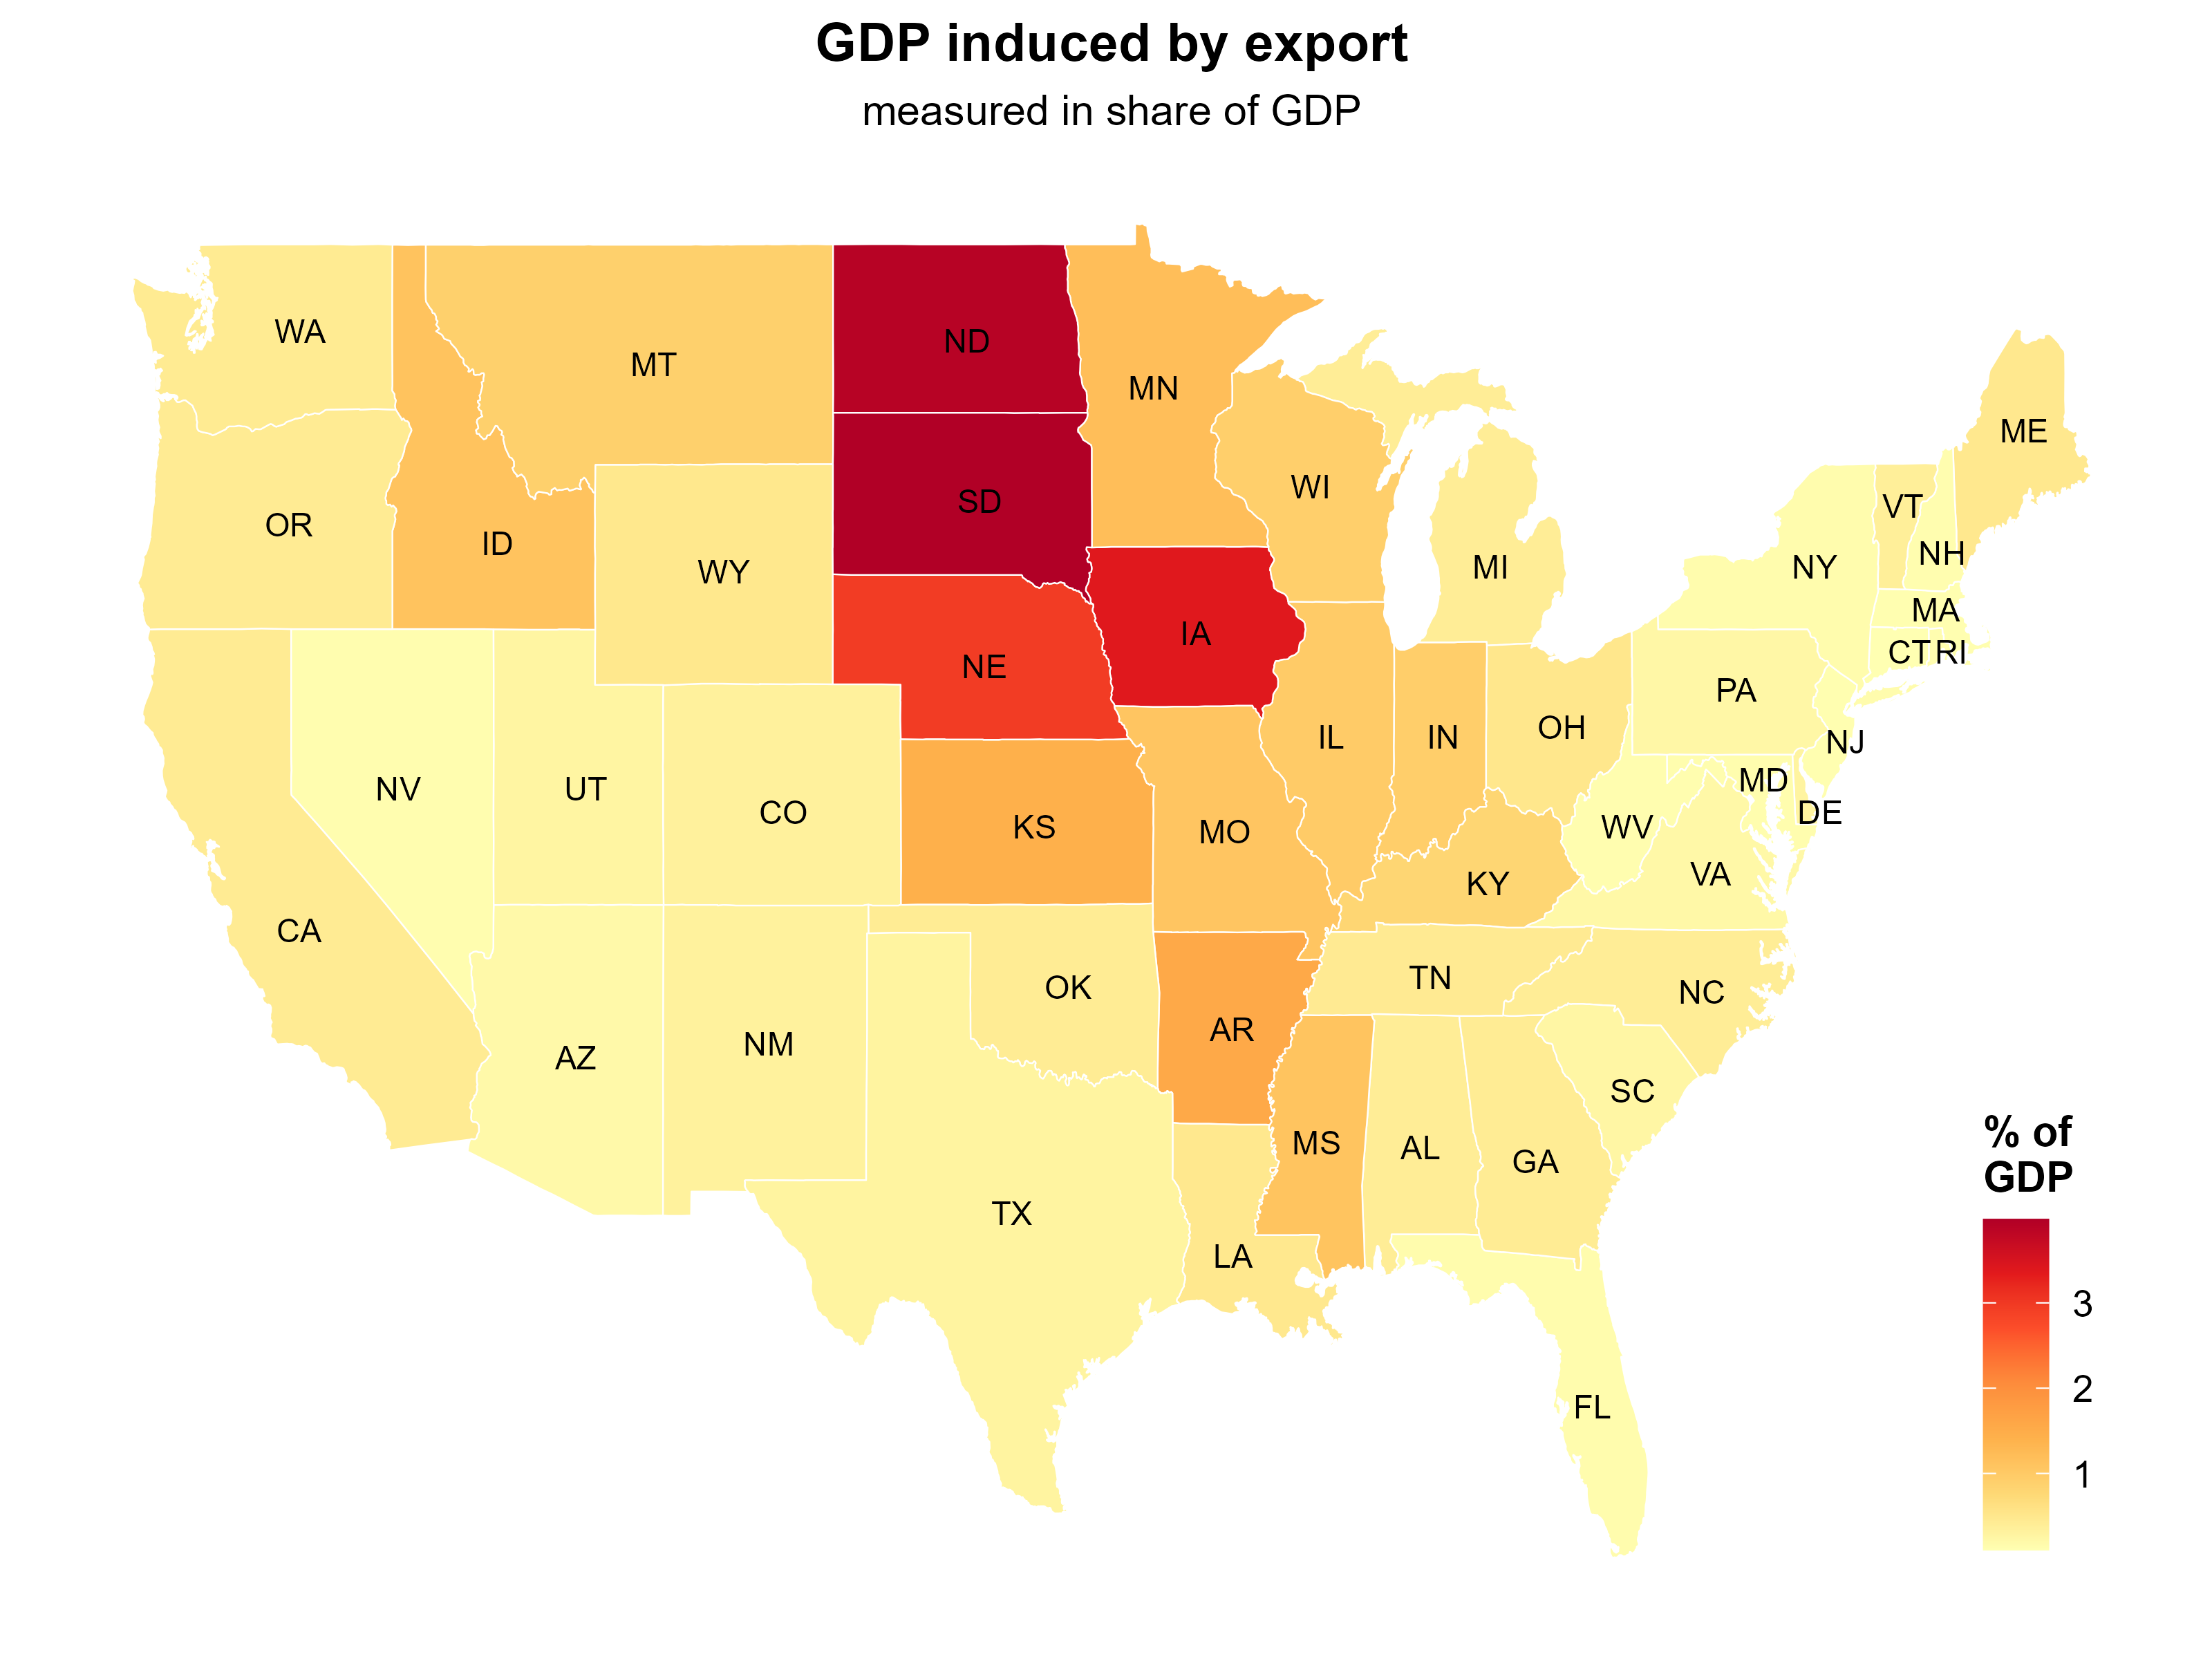 GDP induced by export
measured in share of GDP
WA
MT
ND
MN
ME
OR
ID
SD
WI
VT
NH
WY
MI
NY
MA
IA
CT RI
NE
PA
NV
UT
CO
KS
MO
IL
IN
OH
NJ
MD
DE
WV
VA
KY
CA
OK
TN
NC
AZ
NM
AR
SC
MS
AL
GA
TX
LA
FL
% of
GDP
3
2
1